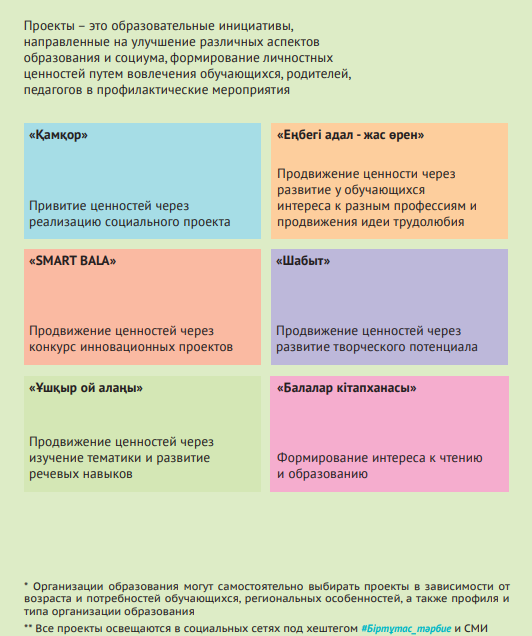 Проекты – это образовательные инициативы,
направленные на улучшение различных аспектов
образования и социума, формирование личностных
ценностей путем вовлечения обучающихся, родителей,
педагогов в профилактические мероприятия
«Қамқор»
Привитие ценностей через
реализацию социального проекта
«Еңбегі адал - жас өрен»
Продвижение ценности через
развитие у обучающихся
интереса к разным профессиям и
продвижения идеи трудолюбия
«SMART BALA»
Продвижение ценностей через
конкурс инновационных проектов
«Шабыт»
Продвижение ценностей через
развитие творческого потенциала
«Ұшқыр ой алаңы»
Продвижение ценностей через
изучение тематики и развитие
речевых навыков
«Балалар кітапханасы»
Формирование интереса к чтению
и образованию
* Организации образования могут самостоятельно выбирать проекты в зависимости от
возраста и потребностей обучающихся, региональных особенностей, а также профиля и
типа организации образования
** Все проекты освещаются в социальных сетях под хештегом #Біртұтас_тәрбие и СМИ